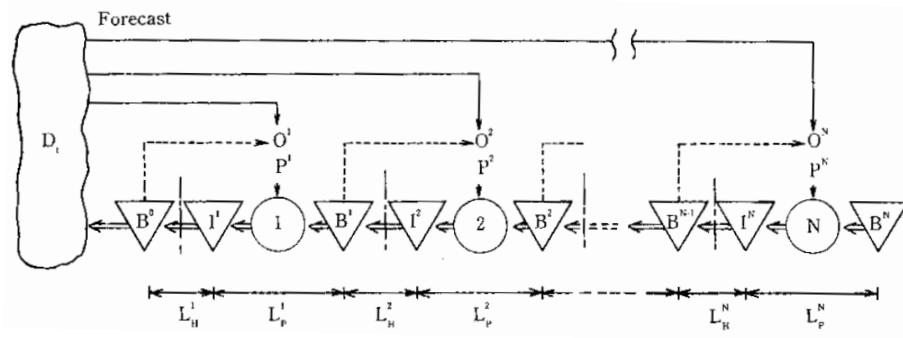 Forecast
D_t
O^1 O^2 O^N
P^1 P^2 P^N
B^0 I^1 1 B^1 I^2 2 B^2 B^{N-1} I^N N B^N
L_H^1 L_P^1 L_H^2 L_P^2 L_H^N L_P^N